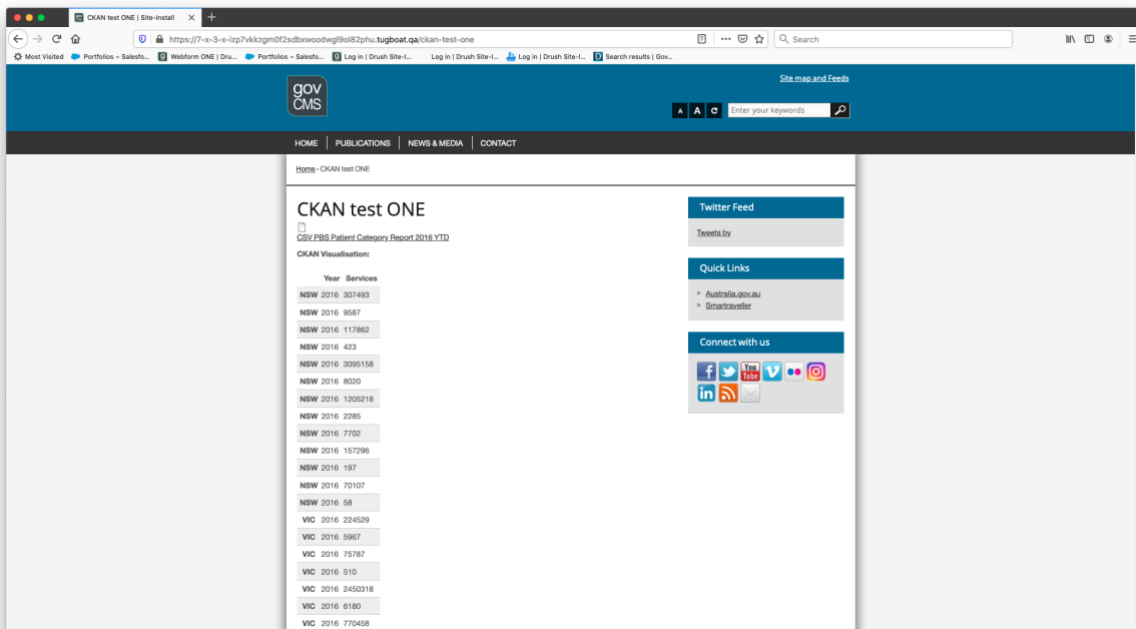 CKAN test ONE | Site-Install
https://7-x-3-x-izp7vkkzgm0f2sdbxwoodwgl9ol82phu.tugboat.qa/ckan-test-one
Search
Most Visited Portfolios ~ Salesfo... Webform ONE | Dru... Portfolios ~ Salesfo... Log in | Drush Site-I... Log in | Drush Site-I... Log in | Drush Site-I... Search results | Gov...
Site map and Feeds
gov
CMS
A A Enter your keywords
HOME PUBLICATIONS NEWS & MEDIA CONTACT
Home › CKAN test ONE
CKAN test ONE
CSV PBS Patient Category Report 2016 YTD
CKAN Visualisation:
Year Services
NSW 2016 307493
NSW 2016 9587
NSW 2016 117862
NSW 2016 423
NSW 2016 3095158
NSW 2016 8020
NSW 2016 1205218
NSW 2016 2285
NSW 2016 7702
NSW 2016 157296
NSW 2016 197
NSW 2016 70107
NSW 2016 58
VIC 2016 224529
VIC 2016 5967
VIC 2016 75787
VIC 2016 510
VIC 2016 2450318
VIC 2016 6180
VIC 2016 770458
Twitter Feed
Tweets by
Quick Links
» Australia.gov.au
» Smartraveller
Connect with us
You
Tube
in